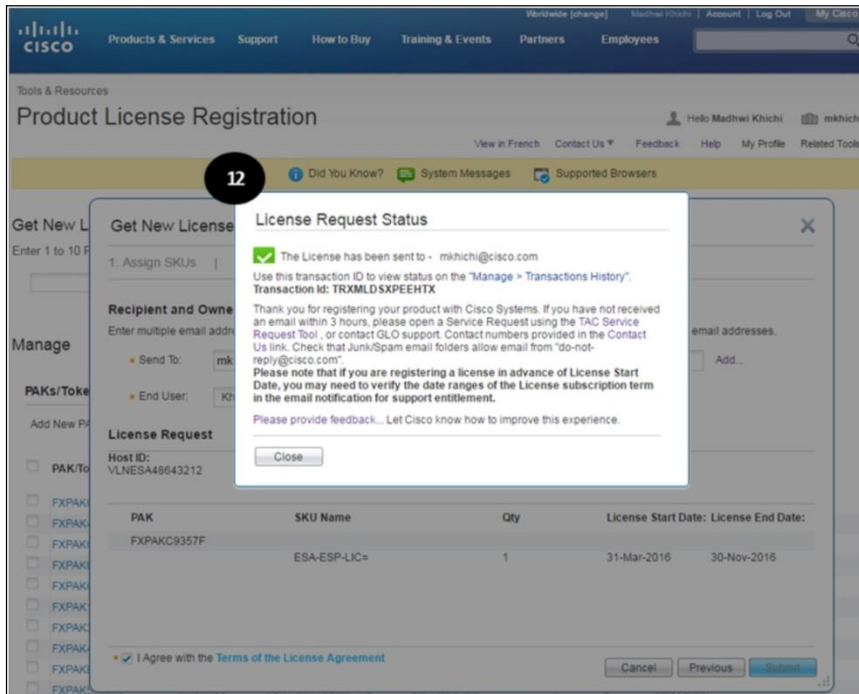 Worldwide [change] Madhwi Khichi | Account | Log Out My Cisco
CISCO
Products & Services Support How to Buy Training & Events Partners Employees
Tools & Resources
Product License Registration
Hello Madhwi Khichi mkhich
View in French Contact Us Feedback Help My Profile Related Tools
12
Did You Know? System Messages Supported Browsers
Get New L
Enter 1 to 10 P
Get New License
1. Assign SKUs |
License Request Status
The License has been sent to - mkhichi@cisco.com
Use this transaction ID to view status on the "Manage > Transactions History".
Transaction Id: TRXMLDSXPEEHTX
Thank you for registering your product with Cisco Systems. If you have not received
an email within 3 hours, please open a Service Request using the TAC Service
Request Tool , or contact GLO support. Contact numbers provided in the Contact
Us link. Check that Junk/Spam email folders allow email from "do-not-
reply@cisco.com".
Please note that if you are registering a license in advance of License Start
Date, you may need to verify the date ranges of the License subscription term
in the email notification for support entitlement.
Please provide feedback... Let Cisco know how to improve this experience.
Close
Recipient and Owne
Enter multiple email addre email addresses.
Send To: mk Add...
End User: Kh
Manage
PAKs/Toke
Add New PA
License Request
Host ID:
VLNESA48643212
PAK/To
PAK SKU Name Qty License Start Date: License End Date:
FXPAKC9357F
ESA-ESP-LIC= 1 31-Mar-2016 30-Nov-2016
I Agree with the Terms of the License Agreement
Cancel Previous Submit